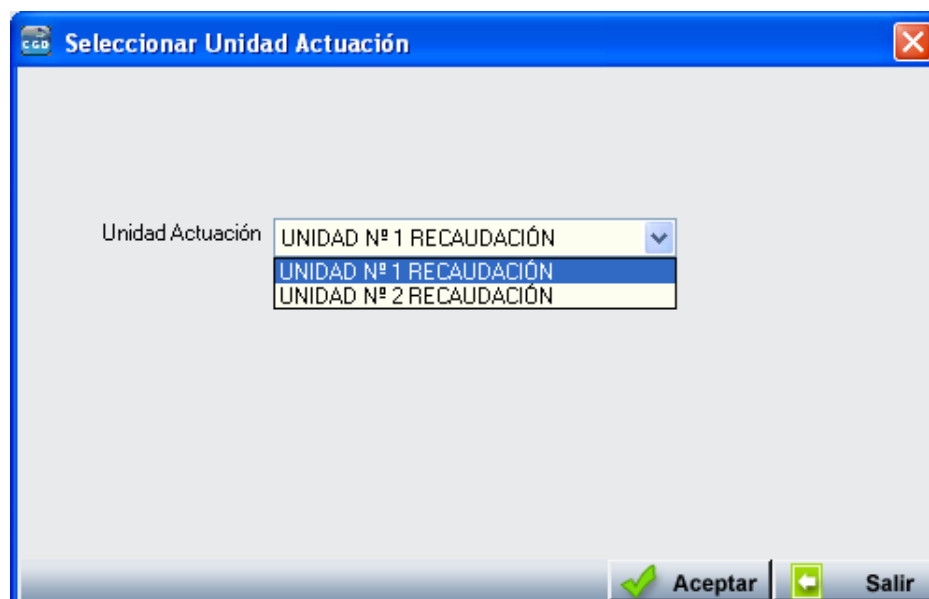 CGD Seleccionar Unidad Actuación
Unidad Actuación UNIDAD Nº 1 RECAUDACIÓN
UNIDAD Nº 1 RECAUDACIÓN
UNIDAD Nº 2 RECAUDACIÓN
Aceptar Salir